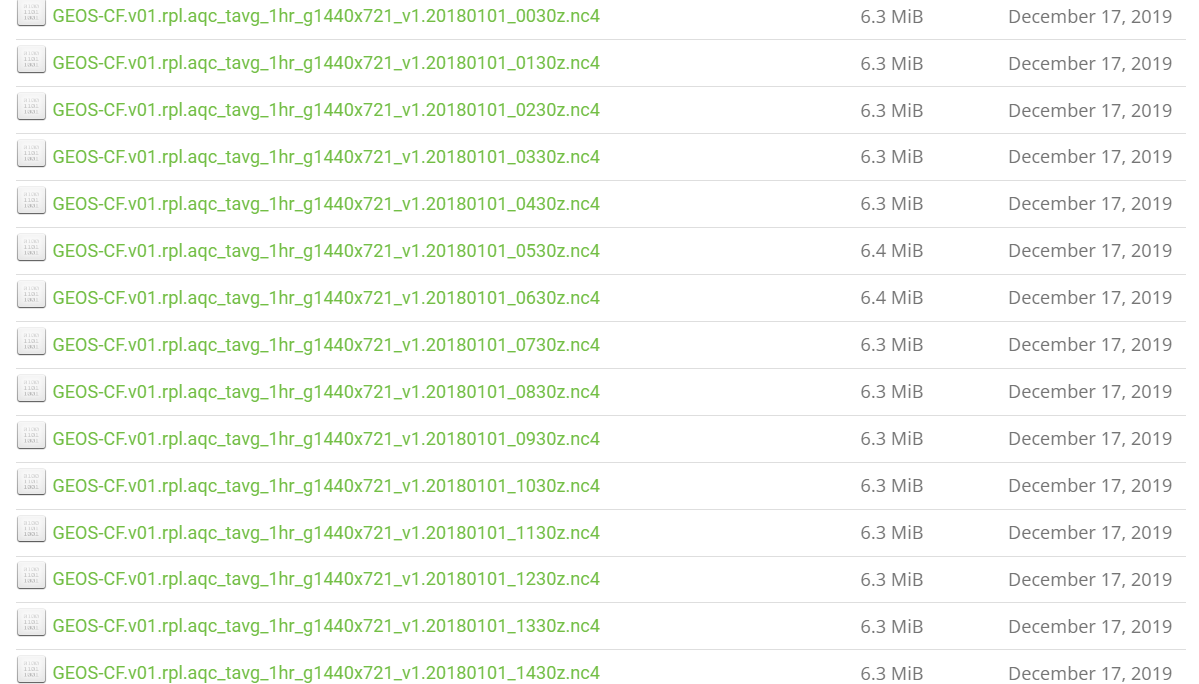 GEOS-CF.v01.rpl.aqc_tavg_1hr_g1440x721_v1.20180101_0030z.nc4 6.3 MiB December 17, 2019
GEOS-CF.v01.rpl.aqc_tavg_1hr_g1440x721_v1.20180101_0130z.nc4 6.3 MiB December 17, 2019
GEOS-CF.v01.rpl.aqc_tavg_1hr_g1440x721_v1.20180101_0230z.nc4 6.3 MiB December 17, 2019
GEOS-CF.v01.rpl.aqc_tavg_1hr_g1440x721_v1.20180101_0330z.nc4 6.3 MiB December 17, 2019
GEOS-CF.v01.rpl.aqc_tavg_1hr_g1440x721_v1.20180101_0430z.nc4 6.3 MiB December 17, 2019
GEOS-CF.v01.rpl.aqc_tavg_1hr_g1440x721_v1.20180101_0530z.nc4 6.4 MiB December 17, 2019
GEOS-CF.v01.rpl.aqc_tavg_1hr_g1440x721_v1.20180101_0630z.nc4 6.4 MiB December 17, 2019
GEOS-CF.v01.rpl.aqc_tavg_1hr_g1440x721_v1.20180101_0730z.nc4 6.3 MiB December 17, 2019
GEOS-CF.v01.rpl.aqc_tavg_1hr_g1440x721_v1.20180101_0830z.nc4 6.3 MiB December 17, 2019
GEOS-CF.v01.rpl.aqc_tavg_1hr_g1440x721_v1.20180101_0930z.nc4 6.3 MiB December 17, 2019
GEOS-CF.v01.rpl.aqc_tavg_1hr_g1440x721_v1.20180101_1030z.nc4 6.3 MiB December 17, 2019
GEOS-CF.v01.rpl.aqc_tavg_1hr_g1440x721_v1.20180101_1130z.nc4 6.3 MiB December 17, 2019
GEOS-CF.v01.rpl.aqc_tavg_1hr_g1440x721_v1.20180101_1230z.nc4 6.3 MiB December 17, 2019
GEOS-CF.v01.rpl.aqc_tavg_1hr_g1440x721_v1.20180101_1330z.nc4 6.3 MiB December 17, 2019
GEOS-CF.v01.rpl.aqc_tavg_1hr_g1440x721_v1.20180101_1430z.nc4 6.3 MiB December 17, 2019